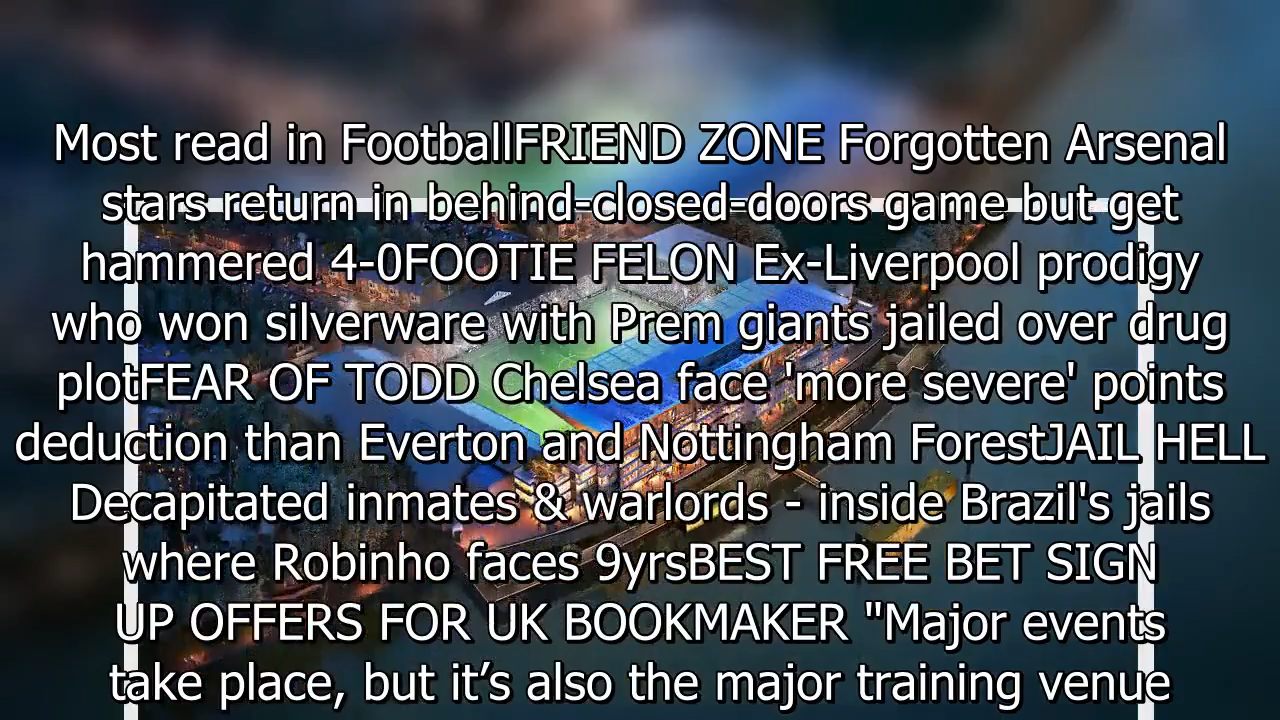 Most read in FootballFRIEND ZONE Forgotten Arsenal
stars return in behind-closed-doors game but get
hammered 4-0FOOTIE FELON Ex-Liverpool prodigy
who won silverware with Prem giants jailed over drug
plotFEAR OF TODD Chelsea face 'more severe' points
deduction than Everton and Nottingham ForestJAIL HELL
Decapitated inmates & warlords - inside Brazil's jails
where Robinho faces 9yrsBEST FREE BET SIGN
UP OFFERS FOR UK BOOKMAKER "Major events
take place, but it’s also the major training venue